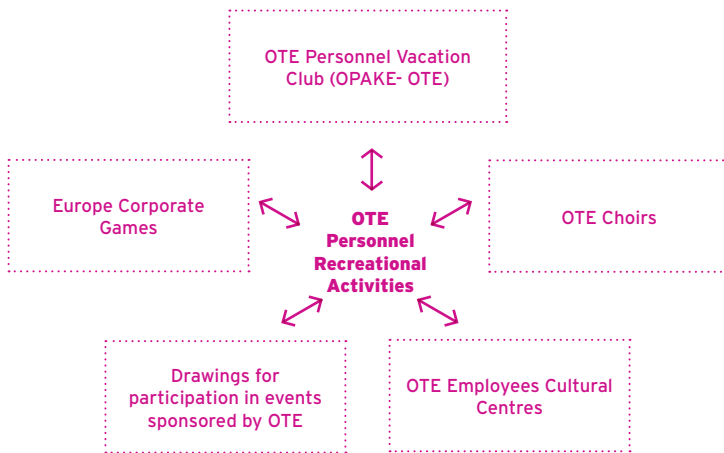 OTE Personnel Vacation
Club (OPAKE- OTE)
Europe Corporate
Games
OTE
Personnel
Recreational
Activities
OTE Choirs
Drawings for
participation in events
sponsored by OTE
OTE Employees Cultural
Centres